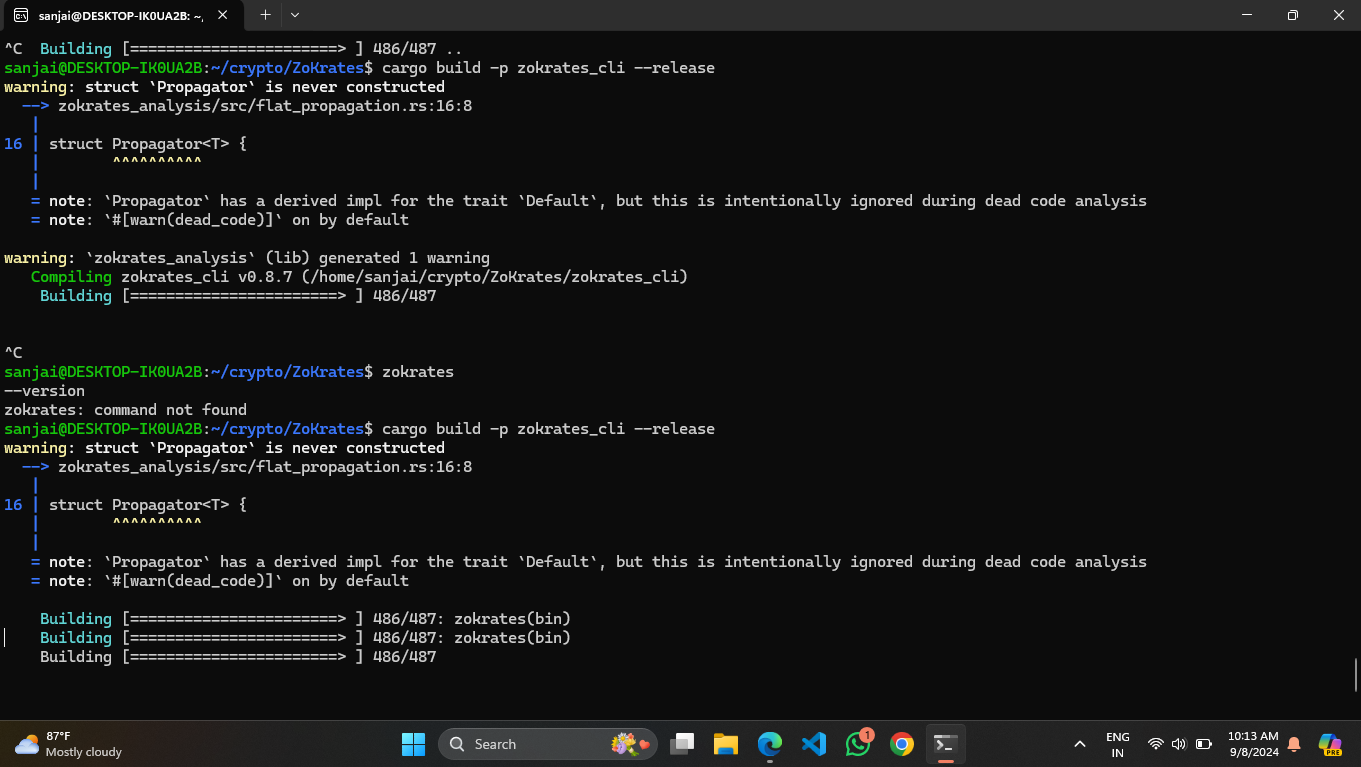 sanjai@DESKTOP-IK0UA2B: ~,
^C  Building [=======================> ] 486/487 ..
sanjai@DESKTOP-IK0UA2B:~/crypto/ZoKrates$ cargo build -p zokrates_cli --release
warning: struct `Propagator` is never constructed
  --> zokrates_analysis/src/flat_propagation.rs:16:8
   |
16 | struct Propagator<T> {
   |        ^^^^^^^^^^
   |
   = note: `Propagator` has a derived impl for the trait `Default`, but this is intentionally ignored during dead code analysis
   = note: `#[warn(dead_code)]` on by default
warning: `zokrates_analysis` (lib) generated 1 warning
   Compiling zokrates_cli v0.8.7 (/home/sanjai/crypto/ZoKrates/zokrates_cli)
    Building [=======================> ] 486/487
^C
sanjai@DESKTOP-IK0UA2B:~/crypto/ZoKrates$ zokrates
--version
zokrates: command not found
sanjai@DESKTOP-IK0UA2B:~/crypto/ZoKrates$ cargo build -p zokrates_cli --release
warning: struct `Propagator` is never constructed
  --> zokrates_analysis/src/flat_propagation.rs:16:8
   |
16 | struct Propagator<T> {
   |        ^^^^^^^^^^
   |
   = note: `Propagator` has a derived impl for the trait `Default`, but this is intentionally ignored during dead code analysis
   = note: `#[warn(dead_code)]` on by default
    Building [=======================> ] 486/487: zokrates(bin)
    Building [=======================> ] 486/487: zokrates(bin)
    Building [=======================> ] 486/487
87°F
Mostly cloudy
Search
1
ENG
IN
10:13 AM
9/8/2024
PRE